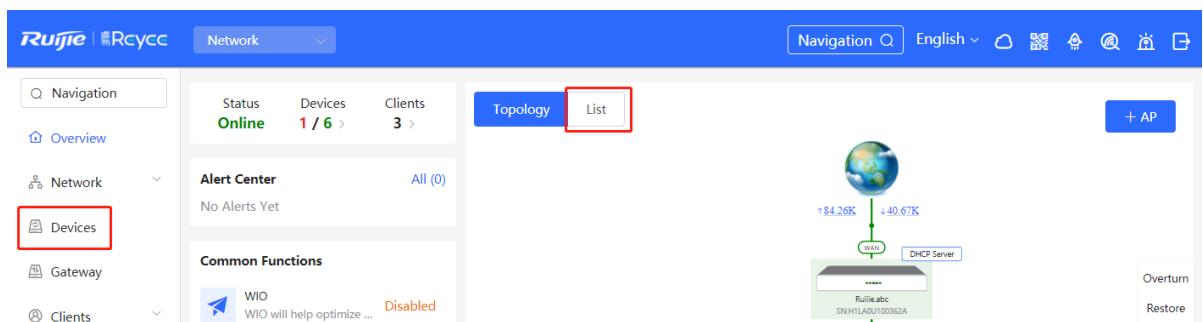 Ruijie | Rcycc
Network
Navigation
English
Navigation
Overview
Network
Devices
Gateway
Clients
Status
Online
Devices
1 / 6 >
Clients
3 >
Alert Center
All (0)
No Alerts Yet
Common Functions
WIO
WIO will help optimize ...
Disabled
Topology
List
+ AP
↑84.26K
↓40.67K
WAN
DHCP Server
Ruijie.abc
SN:H1LA0U100362A
Overturn
Restore